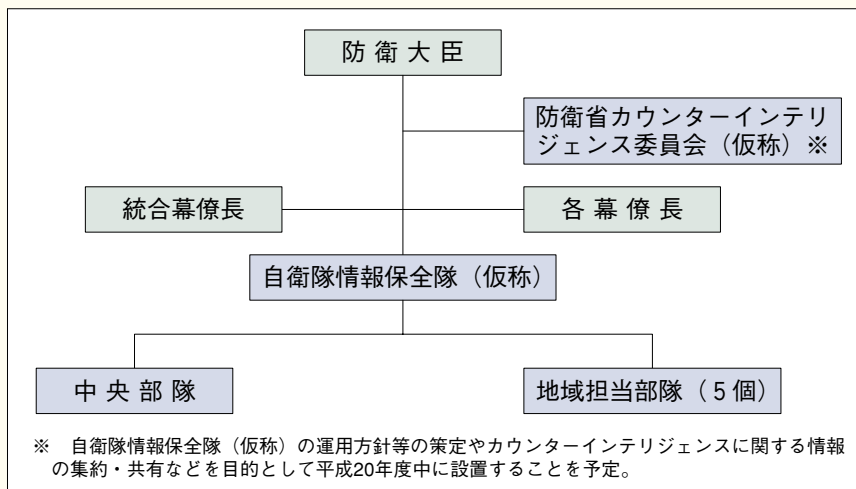 防衛大臣
防衛省カウンターインテリ
ジェンス委員会（仮称）※
統合幕僚長
各幕僚長
自衛隊情報保全隊（仮称）
中央部隊
地域担当部隊（５個）
※　自衛隊情報保全隊（仮称）の運用方針等の策定やカウンターインテリジェンスに関する情報
の集約・共有などを目的として平成20年度中に設置することを予定。